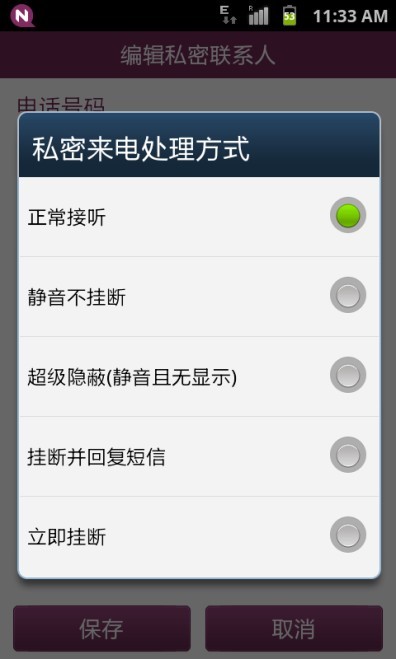 N
E
R
53
11:33 AM
编辑私密联系人
电话号码
私密来电处理方式
正常接听
静音不挂断
超级隐蔽(静音且无显示)
挂断并回复短信
立即挂断
保存
取消